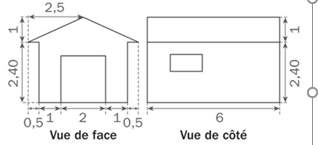 2,5
1
1
2,40
2,40
0,5 1 2 1 0,5
6
Vue de face
Vue de côté